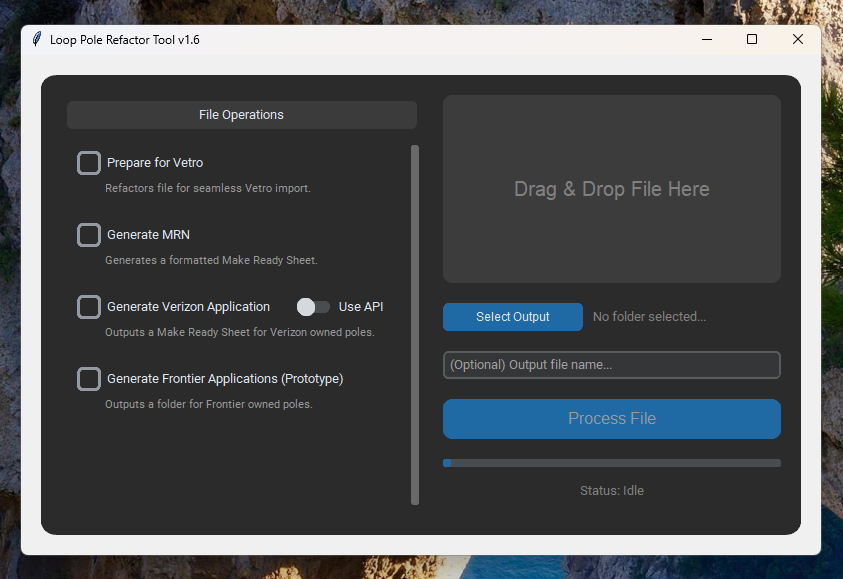 Loop Pole Refactor Tool v1.6
File Operations
Prepare for Vetro
Refactors file for seamless Vetro import.
Generate MRN
Generates a formatted Make Ready Sheet.
Generate Verizon Application
Use API
Outputs a Make Ready Sheet for Verizon owned poles.
Generate Frontier Applications (Prototype)
Outputs a folder for Frontier owned poles.
Drag & Drop File Here
Select Output
No folder selected...
(Optional) Output file name...
Process File
Status: Idle